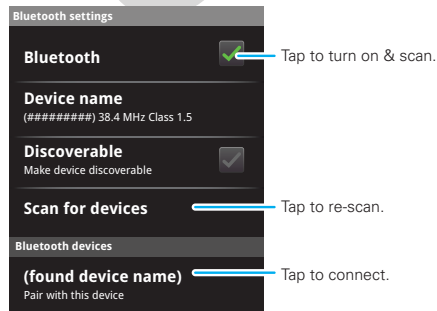 Bluetooth settings
Bluetooth
Tap to turn on & scan.
Device name
(#########) 38.4 MHz Class 1.5
Discoverable
Make device discoverable
Scan for devices
Tap to re-scan.
Bluetooth devices
(found device name)
Tap to connect.
Pair with this device